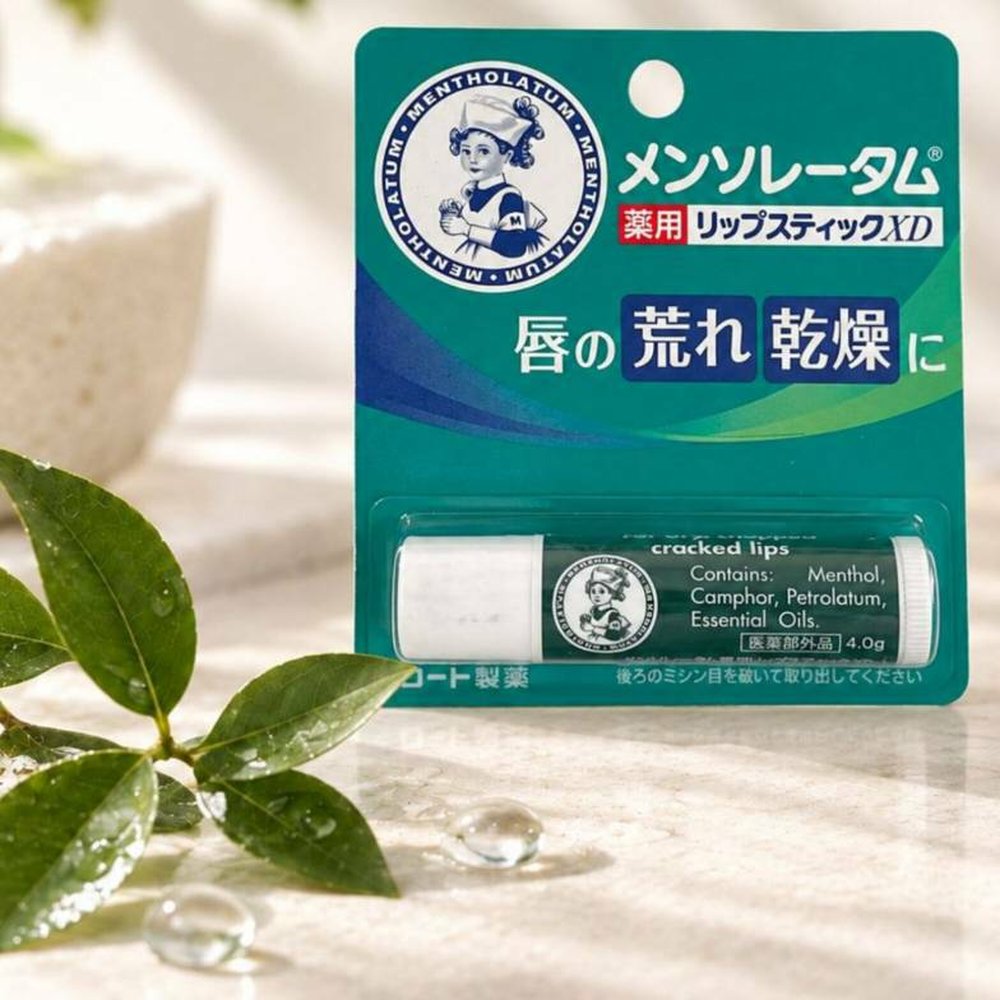 MENTHOLATUM • MENTHOLATUM • MENTHOLATUM •
メンソレータム®
薬用 リップスティックXD
唇の 荒れ 乾燥 に
cracked lips
Contains: Menthol,
Camphor, Petrolatum,
Essential Oils.
医薬部外品 4.0g
ロート製薬
後ろのミシン目を破いて取り出してください
M